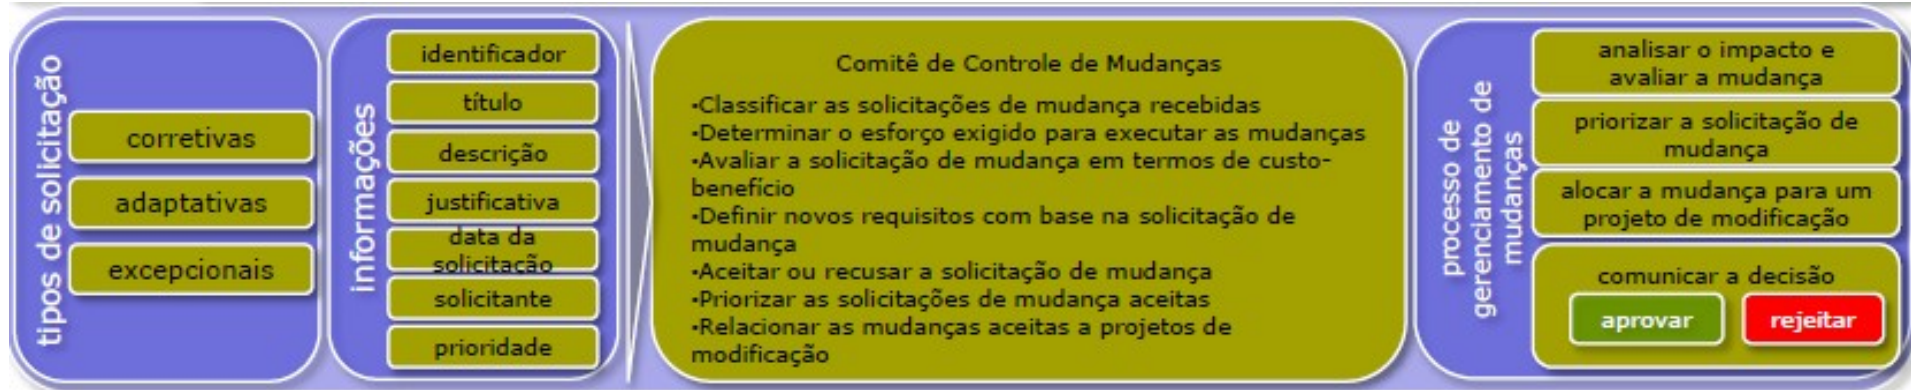 tipos de solicitação
corretivas
adaptativas
excepcionais
informações
identificador
título
descrição
justificativa
data da
solicitação
solicitante
prioridade
Comitê de Controle de Mudanças
•Classificar as solicitações de mudança recebidas
•Determinar o esforço exigido para executar as mudanças
•Avaliar a solicitação de mudança em termos de custo-
benefício
•Definir novos requisitos com base na solicitação de
mudança
•Aceitar ou recusar a solicitação de mudança
•Priorizar as solicitações de mudança aceitas
•Relacionar as mudanças aceitas a projetos de
modificação
processo de
gerenciamento de
mudanças
analisar o impacto e
avaliar a mudança
priorizar a solicitação de
mudança
alocar a mudança para um
projeto de modificação
comunicar a decisão
aprovar
rejeitar